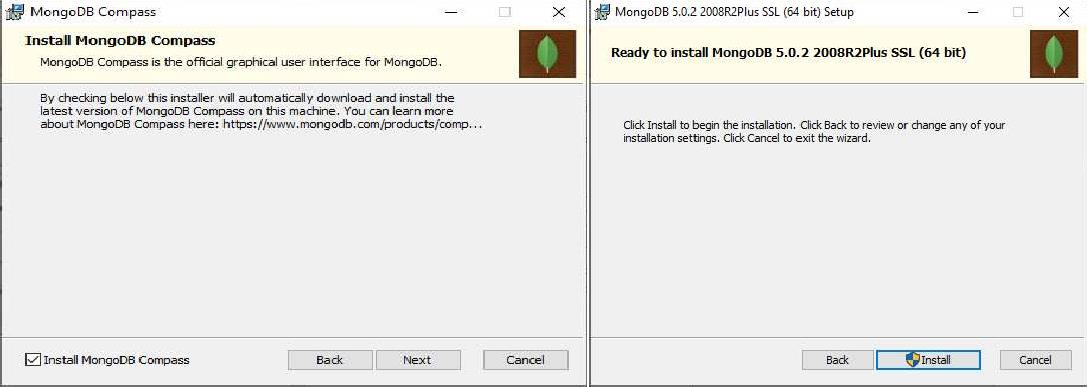 MongoDB Compass
Install MongoDB Compass
MongoDB Compass is the official graphical user interface for MongoDB.
By checking below this installer will automatically download and install the
latest version of MongoDB Compass on this machine. You can learn more
about MongoDB Compass here: https://www.mongodb.com/products/comp...
Install MongoDB Compass
Back
Next
Cancel
MongoDB 5.0.2 2008R2Plus SSL (64 bit) Setup
Ready to install MongoDB 5.0.2 2008R2Plus SSL (64 bit)
Click Install to begin the installation. Click Back to review or change any of your
installation settings. Click Cancel to exit the wizard.
Back
Install
Cancel